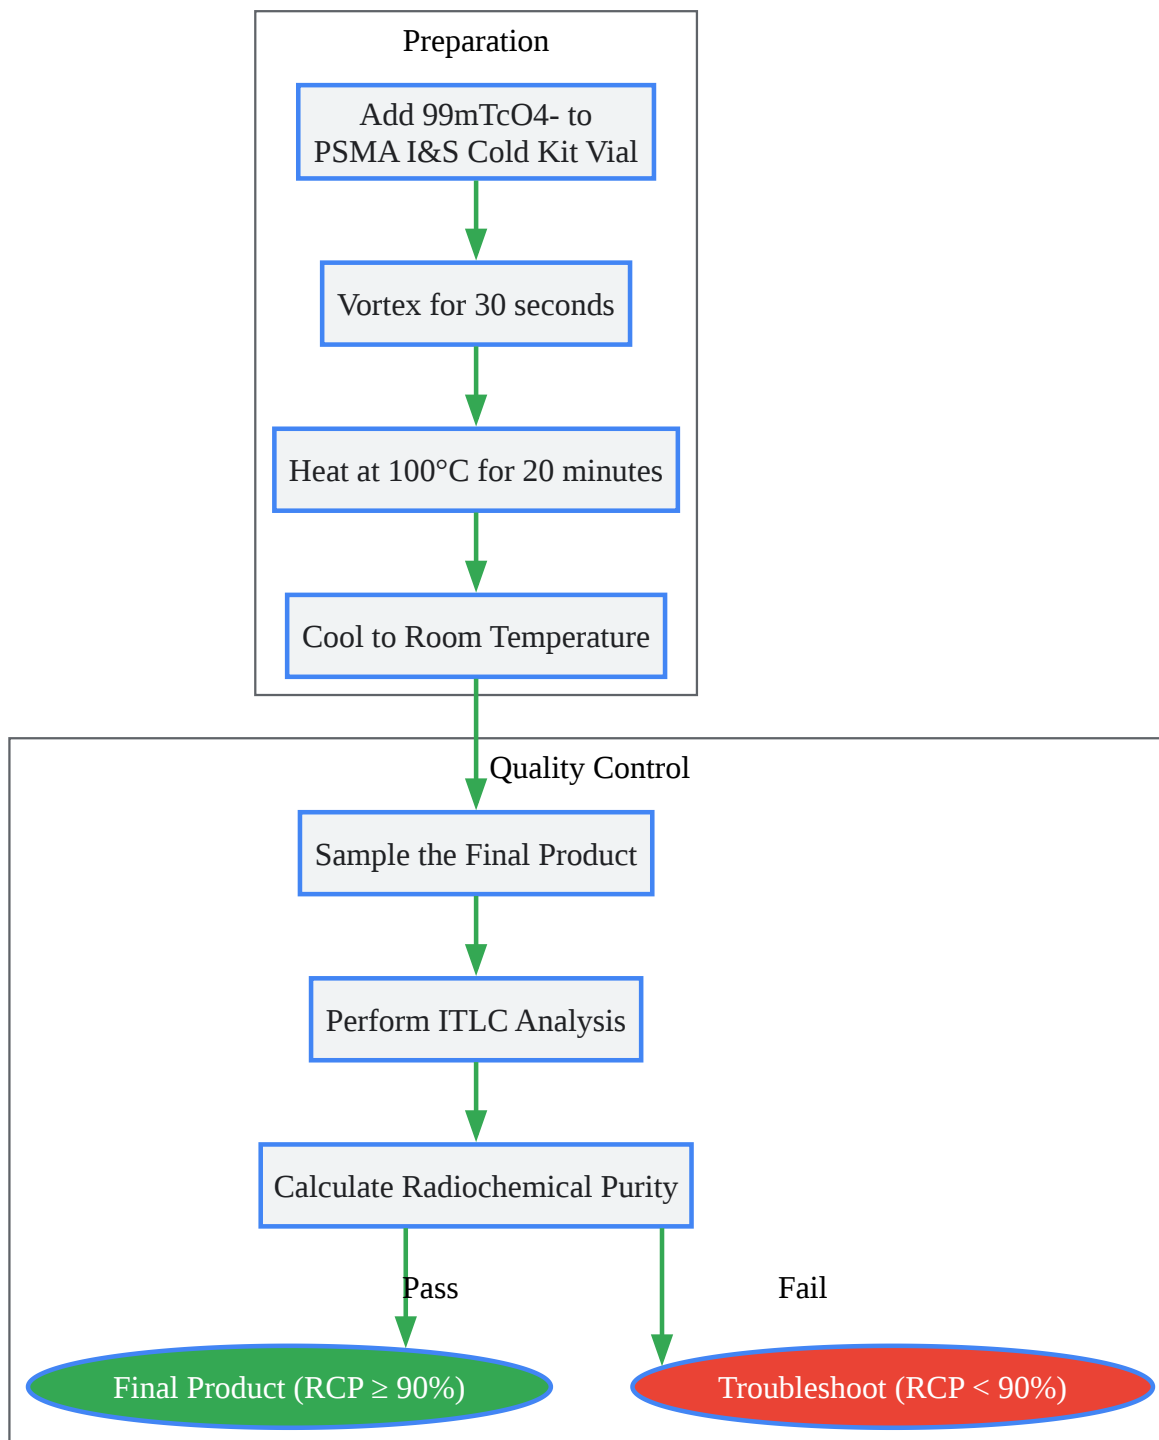 Preparation
Add 99mTcO4- to
PSMA I&S Cold Kit Vial
Vortex for 30 seconds
Heat at 100°C for 20 minutes
Cool to Room Temperature
Quality Control
Sample the Final Product
Perform ITLC Analysis
Calculate Radiochemical Purity
Pass
Fail
Final Product (RCP ≥ 90%)
Troubleshoot (RCP < 90%)